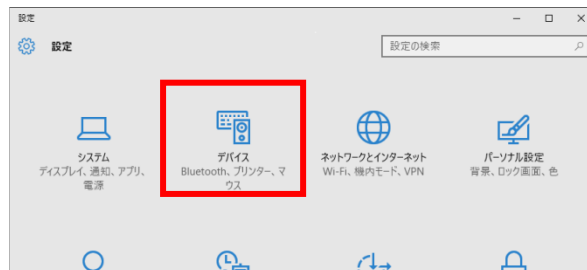 設定
設定
設定の検索
システム
ディスプレイ、通知、アプリ、
電源
デバイス
Bluetooth、プリンター、マ
ウス
ネットワークとインターネット
Wi-Fi、機内モード、VPN
パーソナル設定
背景、ロック画面、色